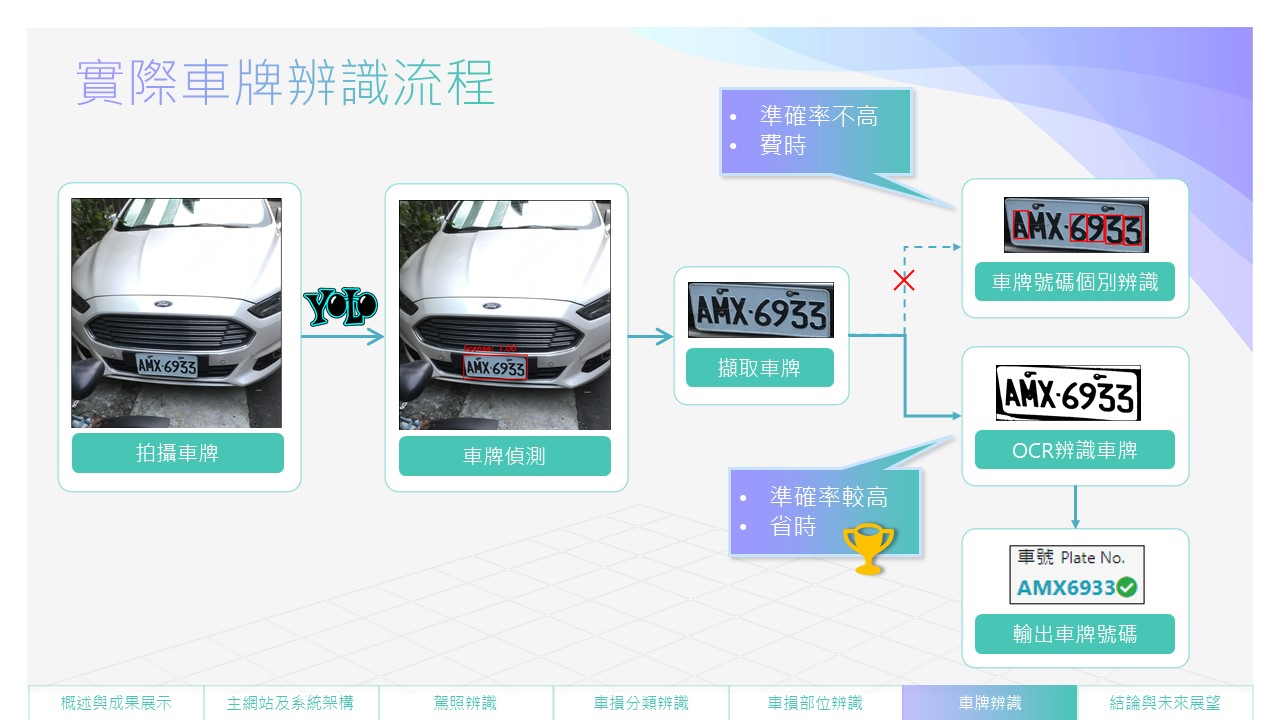 實際車牌辨識流程
準確率不高
費時
AMX-6933
拍攝車牌
YOLO
license: 1.00
AMX-6933
車牌偵測
AMX-6933
擷取車牌
AMX-6933
車牌號碼個別辨識
AMX-6933
OCR辨識車牌
準確率較高
省時
車號 Plate No.
AMX6933
輸出車牌號碼
概述與成果展示
主網站及系統架構
駕照辨識
車損分類辨識
車損部位辨識
車牌辨識
結論與未來展望